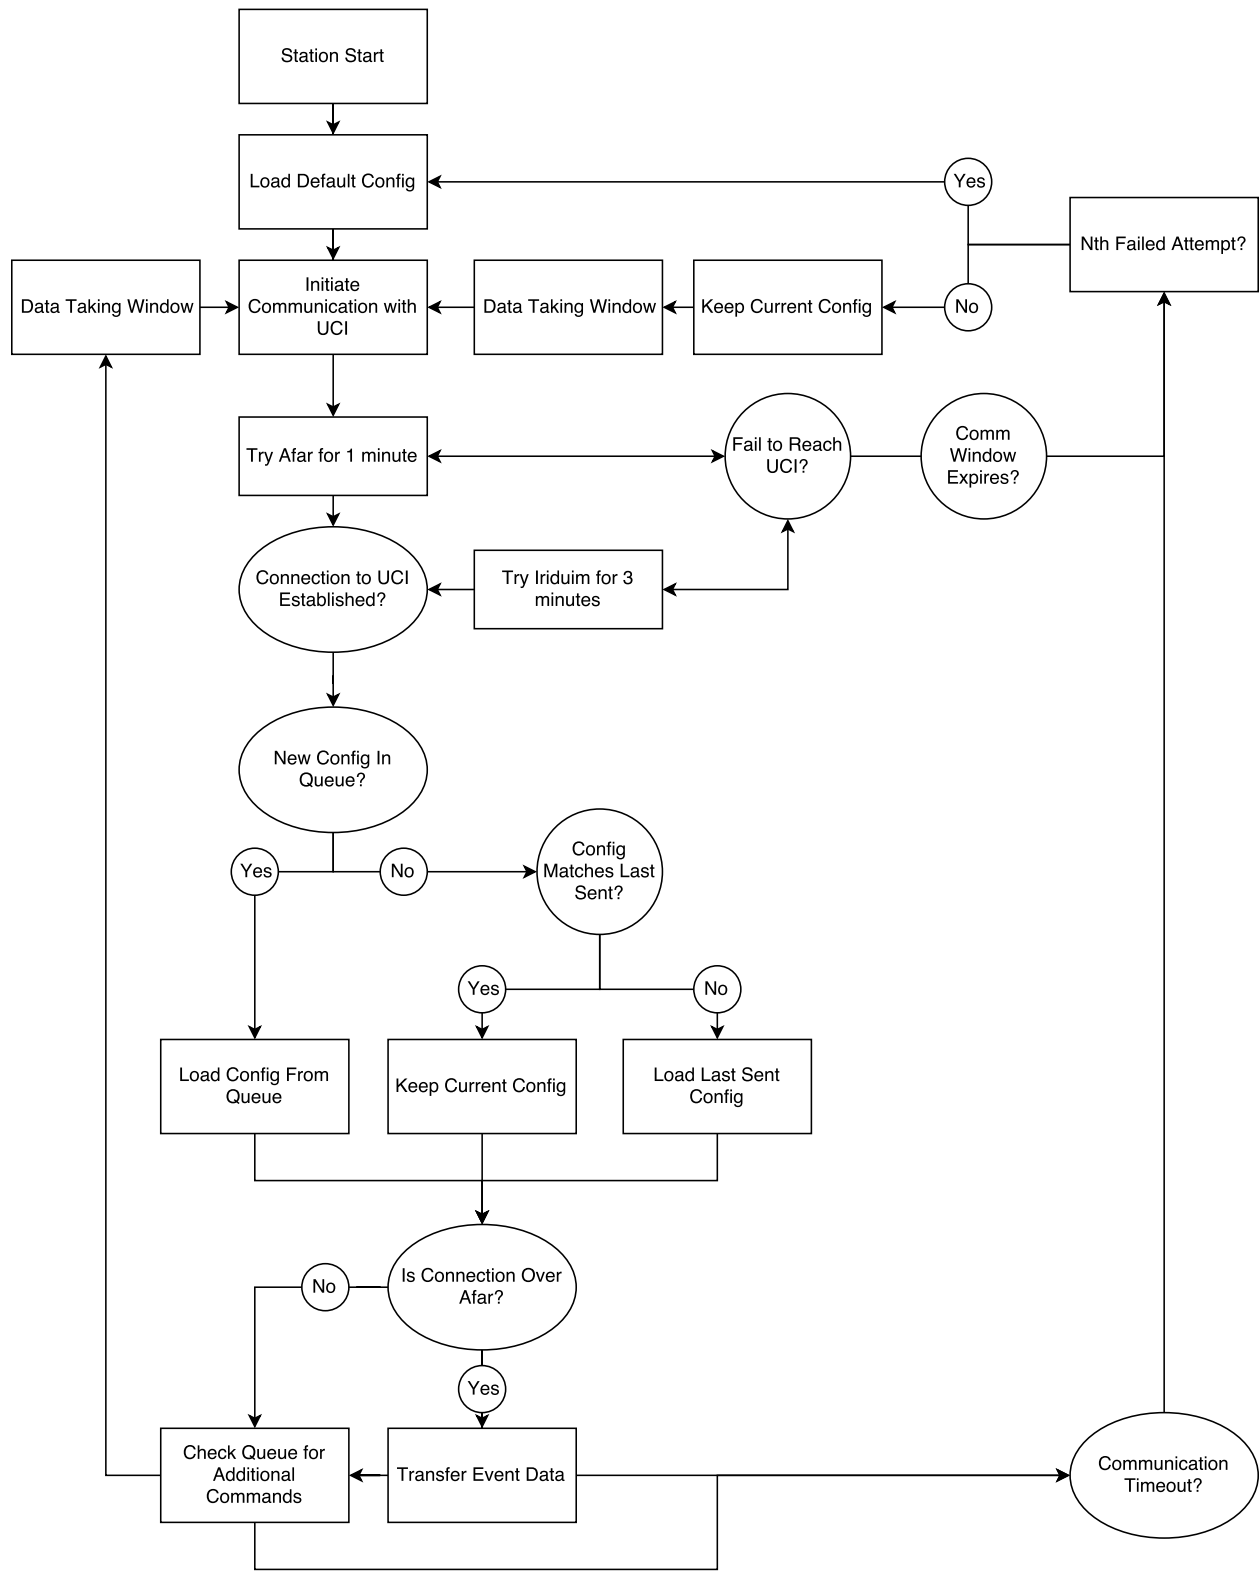 Station Start
Load Default Config
Yes
Nth Failed Attempt?
Data Taking Window
Initiate
Communication with
UCI
Data Taking Window
Keep Current Config
No
Try Afar for 1 minute
Fail to Reach
UCI?
Comm
Window
Expires?
Connection to UCI
Established?
Try Iriduim for 3
minutes
New Config In
Queue?
Yes
No
Config
Matches Last
Sent?
Yes
No
Load Config From
Queue
Keep Current Config
Load Last Sent
Config
Is Connection Over
Afar?
No
Yes
Check Queue for
Additional
Commands
Transfer Event Data
Communication
Timeout?